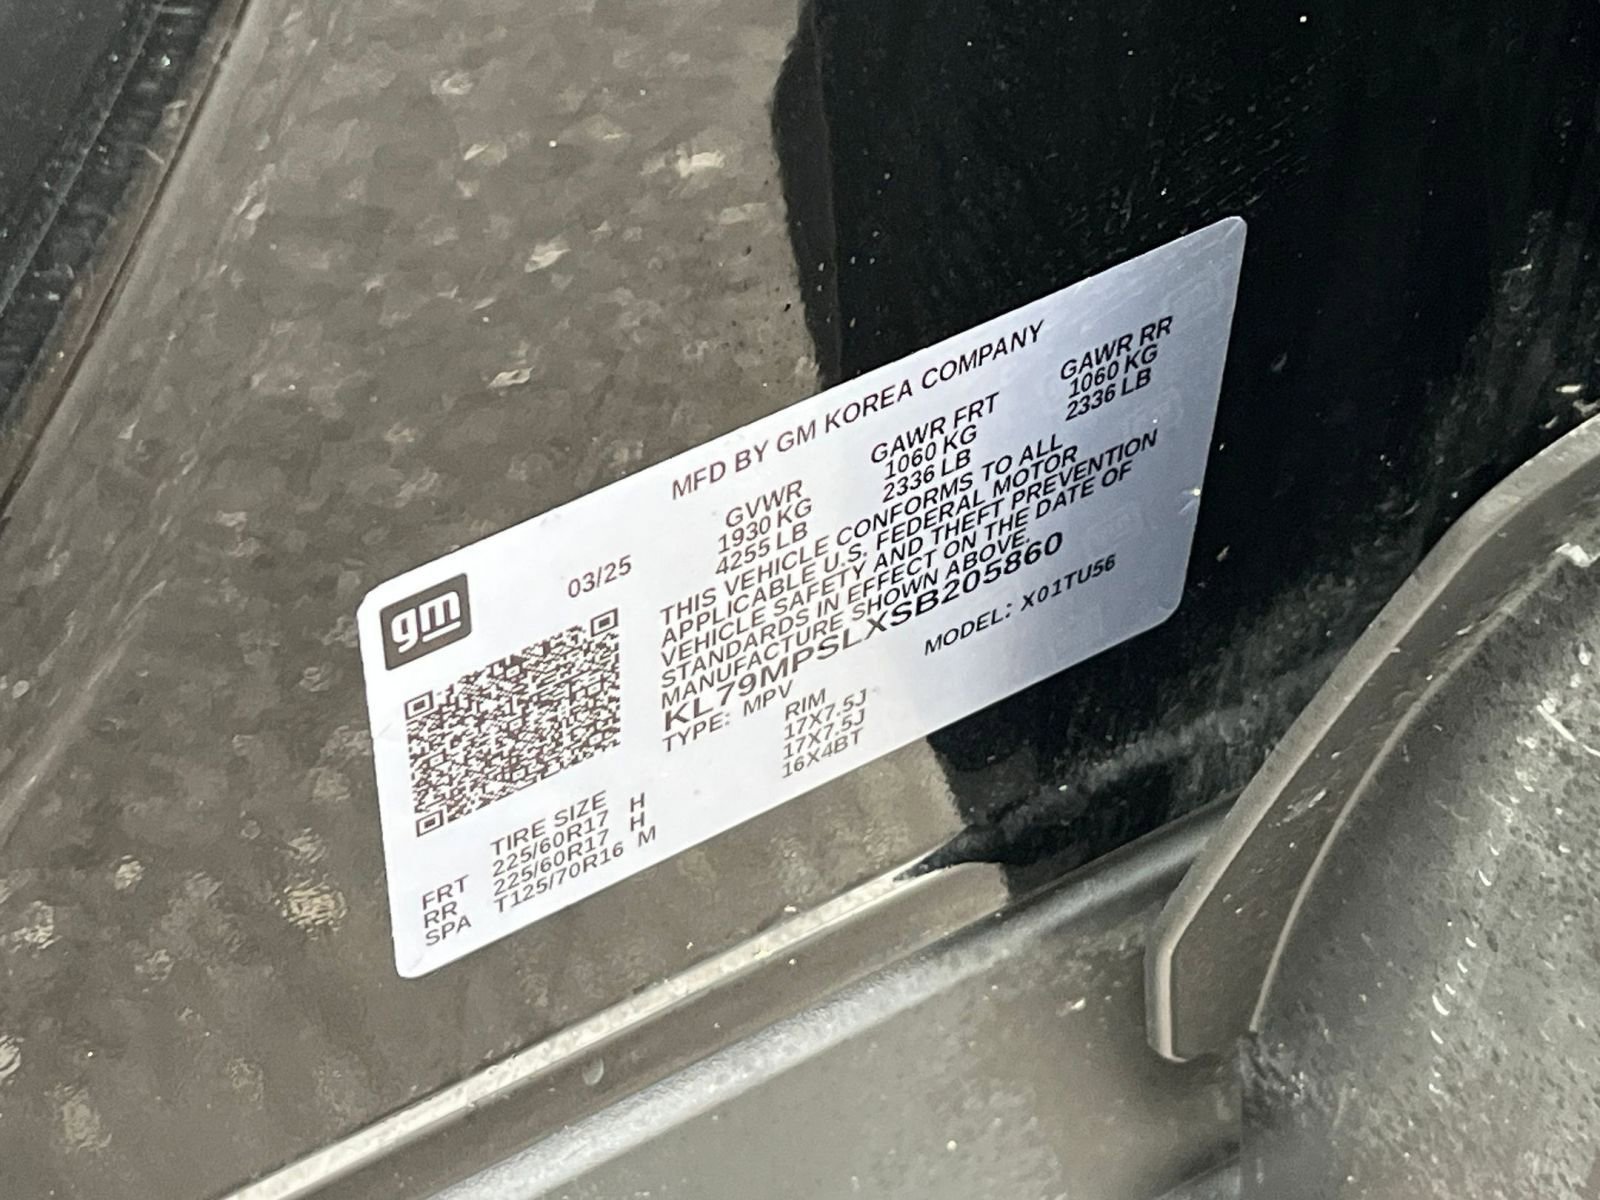 MFD BY GM KOREA COMPANY
gm
03/25
GVWR GAWR FRT GAWR RR
1930 KG 1060 KG 1060 KG
4255 LB 2336 LB 2336 LB
THIS VEHICLE CONFORMS TO ALL
APPLICABLE U.S. FEDERAL MOTOR
VEHICLE SAFETY AND THEFT PREVENTION
STANDARDS IN EFFECT ON THE DATE OF
MANUFACTURE SHOWN ABOVE.
KL79MPSLXSB205860
TYPE: MPV MODEL: X01TU56
TIRE SIZE RIM
FRT 225/60R17 H 17X7.5J
RR 225/60R17 H 17X7.5J
SPA T125/70R16 M 16X4BT